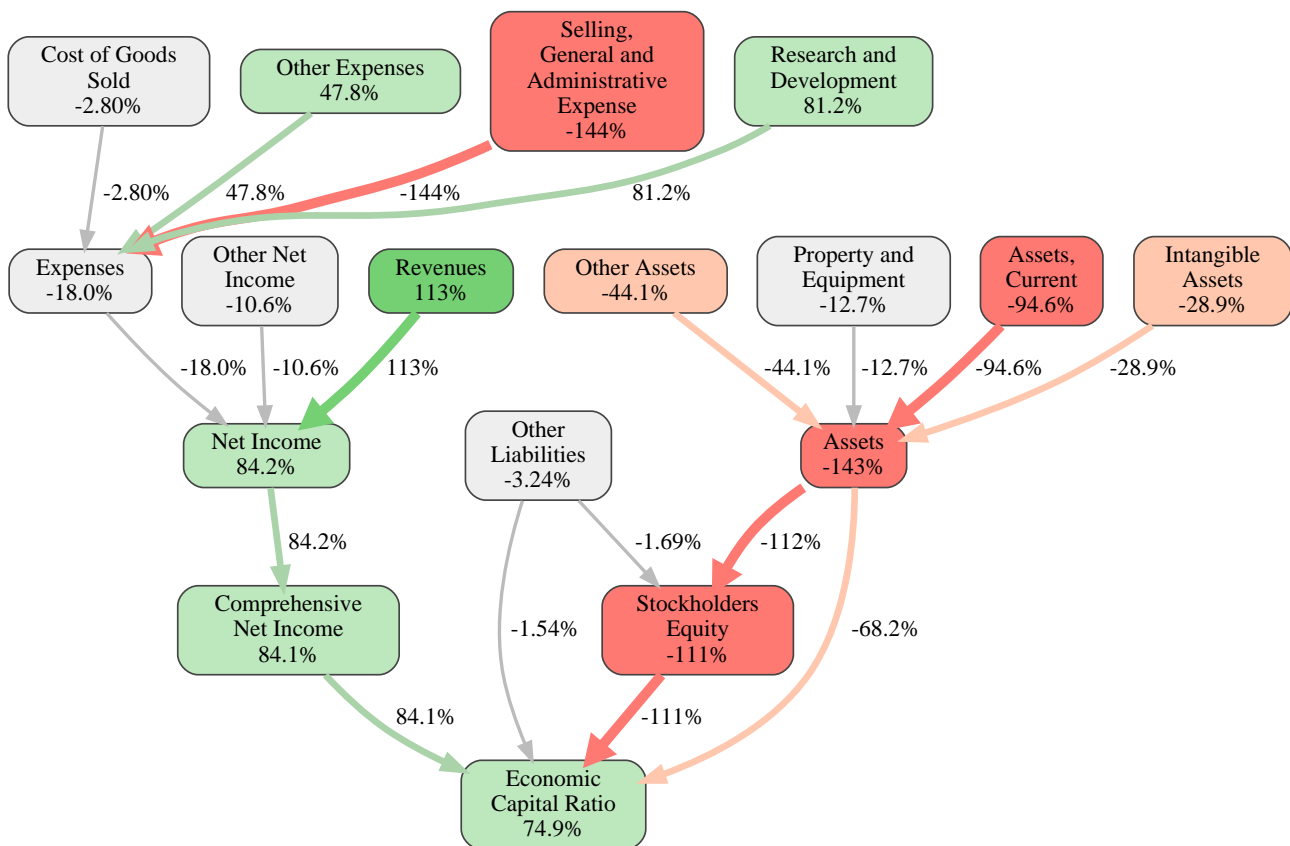 Cost of Goods
Sold
-2.80%
Other Expenses
47.8%
Selling,
General and
Administrative
Expense
-144%
Research and
Development
81.2%
-2.80%
47.8%
-144%
81.2%
Expenses
-18.0%
Other Net
Income
-10.6%
Revenues
113%
Other Assets
-44.1%
Property and
Equipment
-12.7%
Assets,
Current
-94.6%
Intangible
Assets
-28.9%
-18.0%
-10.6%
113%
-44.1%
-12.7%
-94.6%
-28.9%
Net Income
84.2%
Other
Liabilities
-3.24%
Assets
-143%
84.2%
-1.69%
-112%
Comprehensive
Net Income
84.1%
-1.54%
Stockholders
Equity
-111%
-68.2%
84.1%
-111%
Economic
Capital Ratio
74.9%